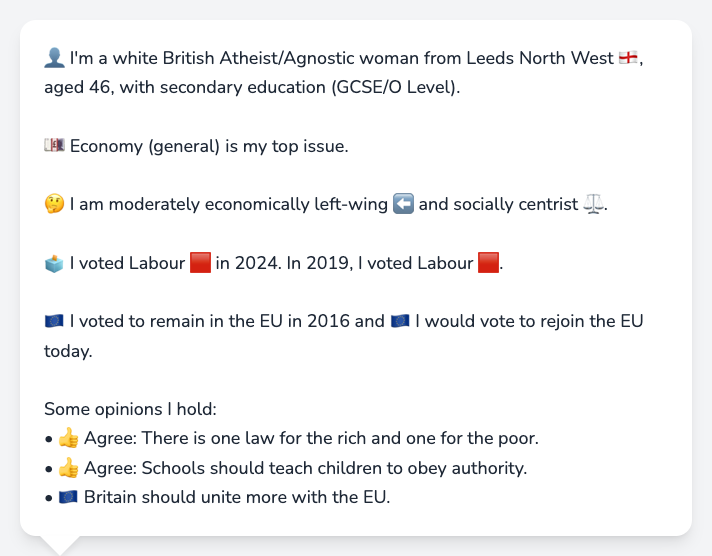 👤 I'm a white British Atheist/Agnostic woman from Leeds North West 🏴󠁧󠁢󠁥󠁮󠁧󠁿,
aged 46, with secondary education (GCSE/O Level).
💷 Economy (general) is my top issue.
🤔 I am moderately economically left-wing ⬅️ and socially centrist ⚖️.
🗳️ I voted Labour 🟥 in 2024. In 2019, I voted Labour 🟥.
🇪🇺 I voted to remain in the EU in 2016 and 🇪🇺 I would vote to rejoin the EU
today.
Some opinions I hold:
• 👍 Agree: There is one law for the rich and one for the poor.
• 👍 Agree: Schools should teach children to obey authority.
• 🇪🇺 Britain should unite more with the EU.